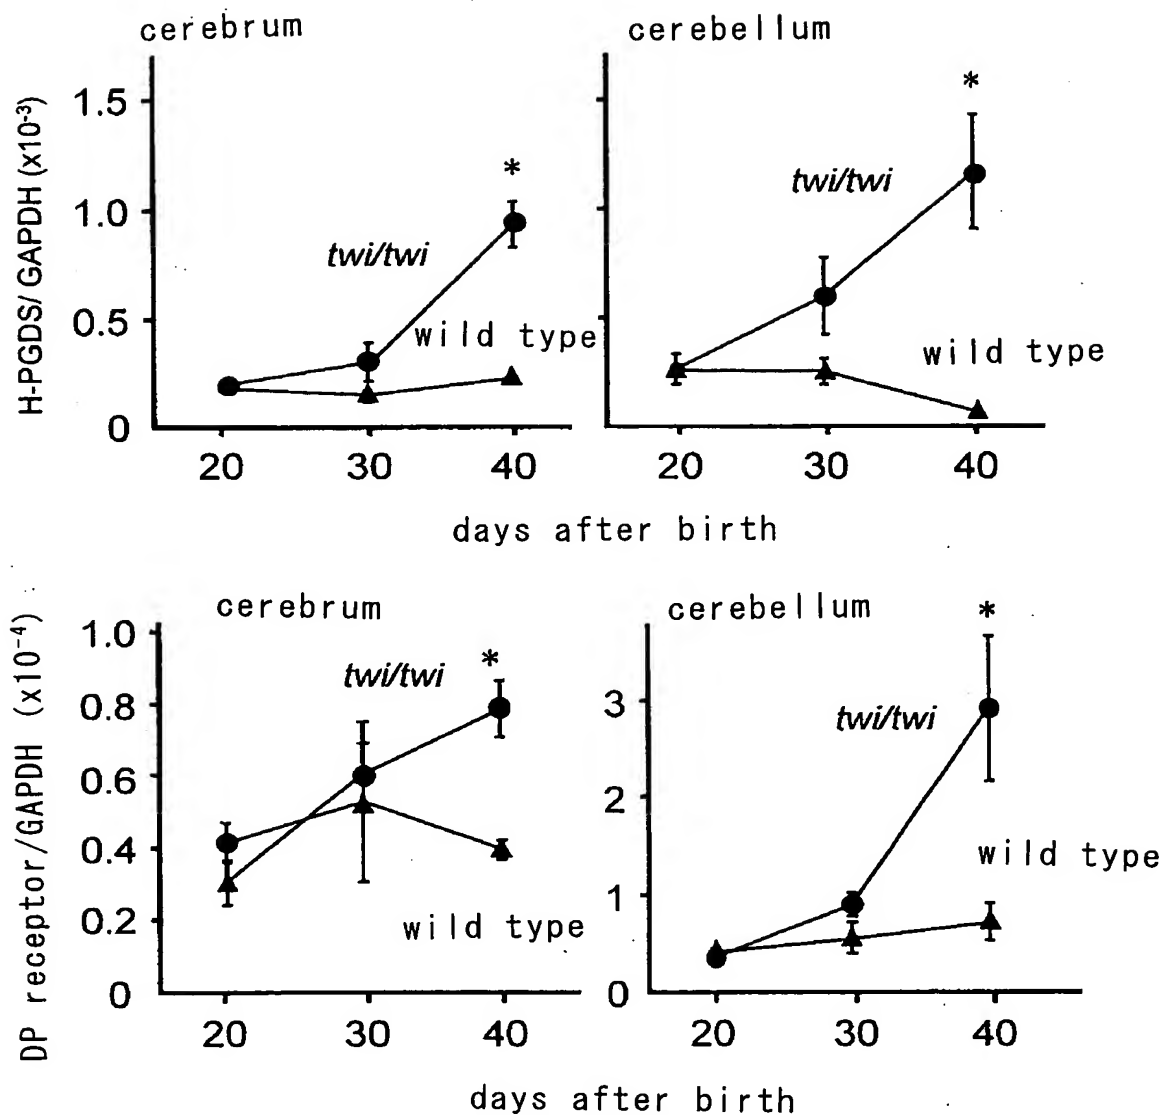 cerebrum
cerebellum
H-PGDS/ GAPDH (x10-3)
1.5
1.0
0.5
0
*
twi/twi
wild type
*
twi/twi
wild type
20 30 40
20 30 40
days after birth
cerebrum
cerebellum
DP receptor/GAPDH (x10-4)
1.0
0.8
0.6
0.4
0.2
0
twi/twi *
wild type
3
2
1
0
*
twi/twi
wild type
20 30 40
20 30 40
days after birth